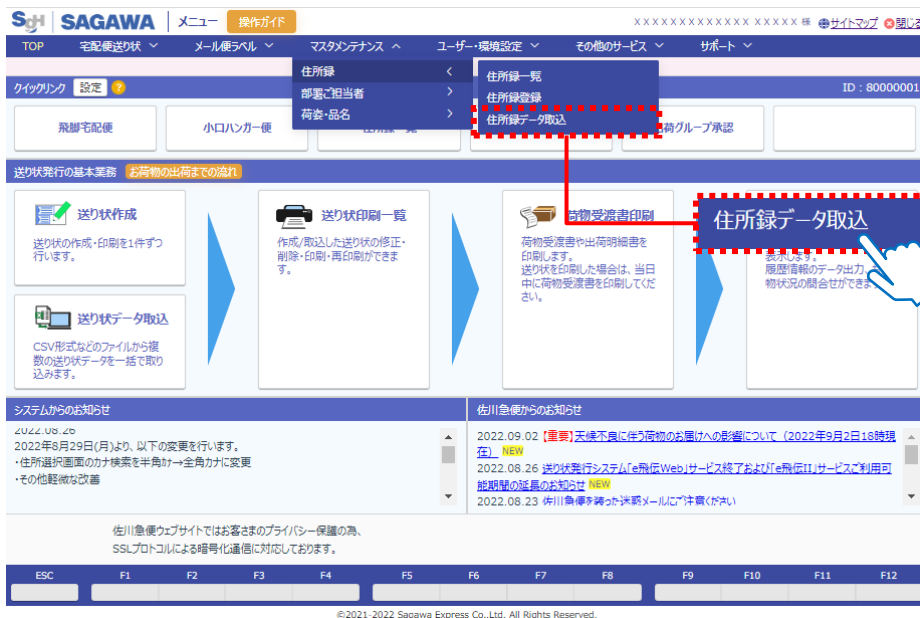 SgH SAGAWA メニュー 操作ガイド XXXXXXXXXXXXXX XXXXX 様 サイトマップ 閉じる
TOP 宅配便送り状 メール便ラベル マスタメンテナンス ユーザー・環境設定 その他のサービス サポート
住所録
部署ご担当者
荷姿・品名
住所録一覧
住所録登録
住所録データ取込
クイックリンク 設定 ? ID : 80000001
飛脚宅配便 小口ハンガー便 荷グループ承認
送り状発行の基本業務 お荷物の出荷までの流れ
送り状作成
送り状の作成・印刷を1件ずつ
行います。
送り状データ取込
CSV形式などのファイルから複
数の送り状データを一括で取り
込みます。
送り状印刷一覧
作成/取込した送り状の修正・
削除・印刷・再印刷ができま
す。
荷物受渡書印刷
荷物受渡書や出荷明細書を
印刷します。
送り状を印刷した場合は、当日
中に荷物受渡書を印刷してくだ
さい。
住所録データ取込
表示します。
履歴情報のデータ出力、
物状況の問合せができま
システムからのお知らせ
2022.08.26
2022年8月29日(月)より、以下の変更を行います。
・住所選択画面のカナ検索を半角ｶﾅ→全角カナに変更
・その他軽微な改善
佐川急便からのお知らせ
2022.09.02 【重要】天候不良に伴う荷物のお届けへの影響について（2022年9月2日18時現
在） NEW
2022.08.26 送り状発行システム「e飛伝Web」サービス終了および「e飛伝II」サービスご利用可
能期間の延長のお知らせ NEW
2022.08.23 佐川急便を装った迷惑メールにご注意ください
佐川急便ウェブサイトではお客さまのプライバシー保護の為、
SSLプロトコルによる暗号化通信に対応しております。
ESC F1 F2 F3 F4 F5 F6 F7 F8 F9 F10 F11 F12
©2021-2022 Sagawa Express Co.,Ltd. All Rights Reserved.